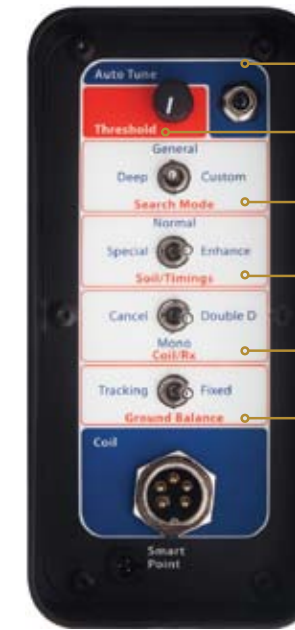 Auto Tune
Threshold
General
Deep Custom
Search Mode
Normal
Special Enhance
Soil/Timings
Cancel Double D
Mono
Coil/Rx
Tracking Fixed
Ground Balance
Coil
Smart
Point